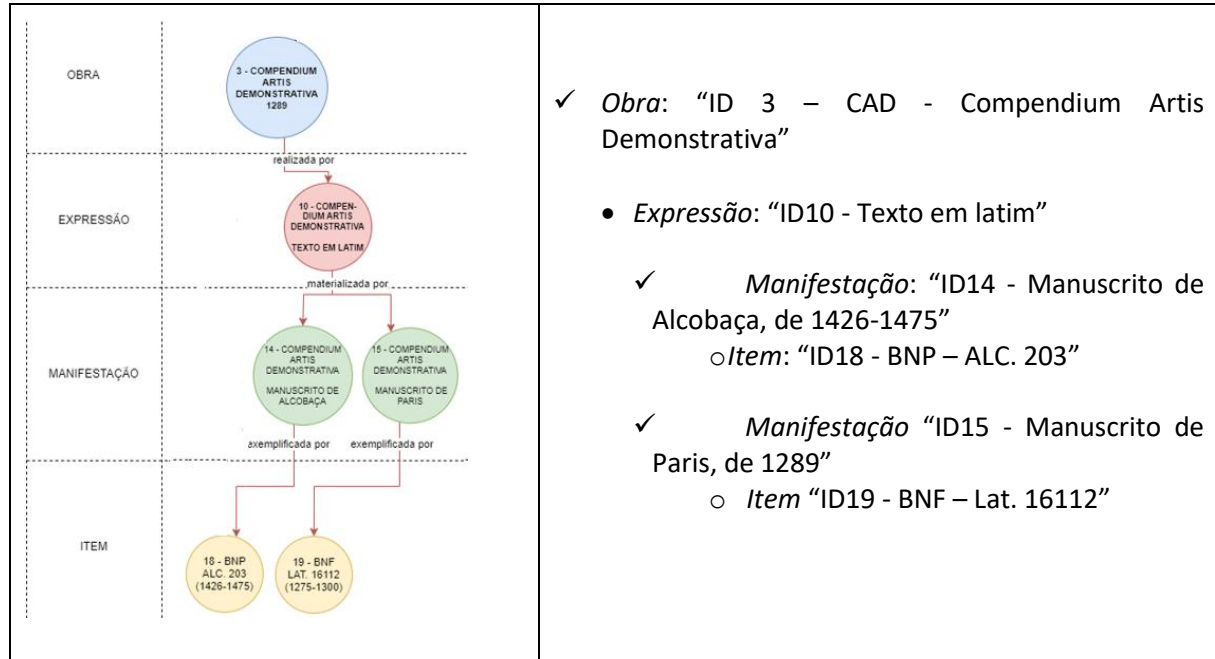 OBRA
3 - COMPENDIUM
ARTIS
DEMONSTRATIVA
1289
realizada por
EXPRESSÃO
10 - COMPEN-
DIUM ARTIS
DEMONSTRATIVA
TEXTO EM LATIM
materializada por
MANIFESTAÇÃO
14 - COMPENDIUM
ARTIS
DEMONSTRATIVA
MANUSCRITO DE
ALCOBAÇA
15 - COMPENDIUM
ARTIS
DEMONSTRATIVA
MANUSCRITO DE
PARIS
exemplificada por
exemplificada por
ITEM
18 - BNP
ALC. 203
(1426-1475)
19 - BNF
LAT. 16112
(1275-1300)
✓ Obra: “ID 3 – CAD - Compendium Artis
Demonstrativa”
• Expressão: “ID10 - Texto em latim”
✓ Manifestação: “ID14 - Manuscrito de
Alcobaça, de 1426-1475”
o Item: “ID18 - BNP – ALC. 203”
✓ Manifestação “ID15 - Manuscrito de
Paris, de 1289”
o Item “ID19 - BNF – Lat. 16112”